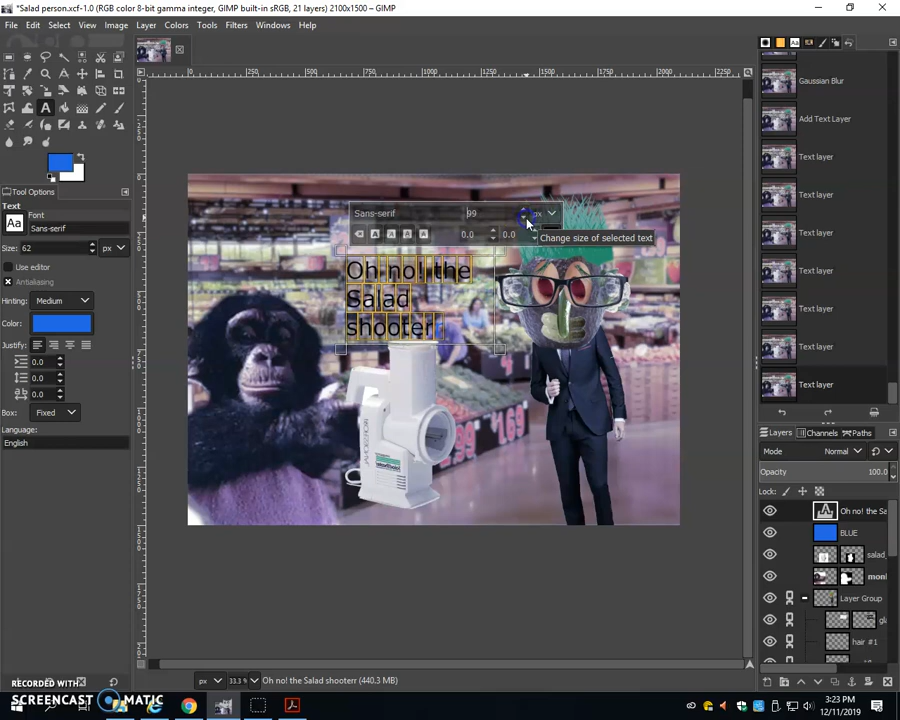 *Salad person.xcf-1.0 (RGB color 8-bit gamma integer, GIMP built-in sRGB, 21 layers) 2100x1500 – GIMP
File Edit Select View Image Layer Colors Tools Filters Windows Help
Tool Options
Text
Font
Aa Sans-serif
Size: 62 px
Use editor
Antialiasing
Hinting: Medium
Color:
Justify:
0.0
0.0
0.0
Box: Fixed
Language:
English
Sans-serif 99 px
0.0 0.0
Change size of selected text
Oh no! the
Salad
shooter
Gaussian Blur
Add Text Layer
Text layer
Text layer
Text layer
Text layer
Text layer
Text layer
Text layer
Layers Channels Paths
Mode Normal
Opacity 100.0
Lock:
Oh no! the Sa
BLUE
salad_
monk
Layer Group
gl
hair #1
px 33.3 % Oh no! the Salad shooterr (440.3 MB)
RECORDED WITH
SCREENCAST MATIC
3:23 PM
12/11/2019